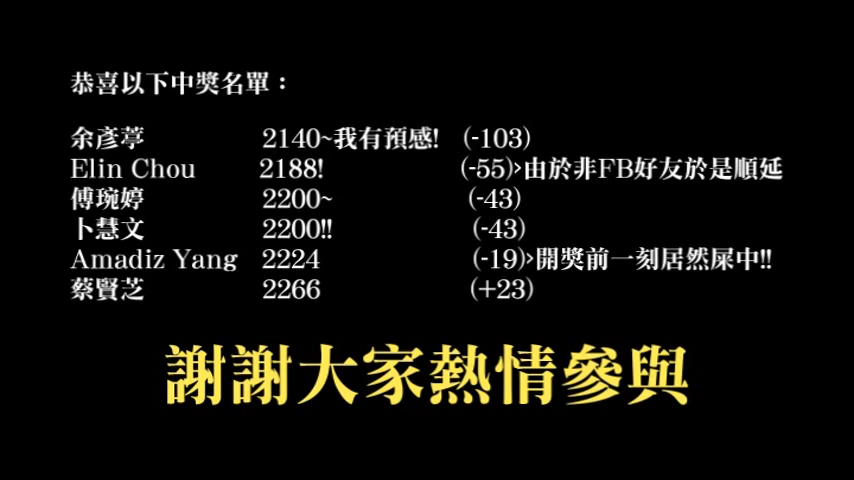 恭喜以下中獎名單：
余彥葶 2140~我有預感! (-103)
Elin Chou 2188! (-55)>由於非FB好友於是順延
傅琬婷 2200~ (-43)
卜慧文 2200!! (-43)
Amadiz Yang 2224 (-19)>開獎前一刻居然屎中!!
蔡賢芝 2266 (+23)
謝謝大家熱情參與